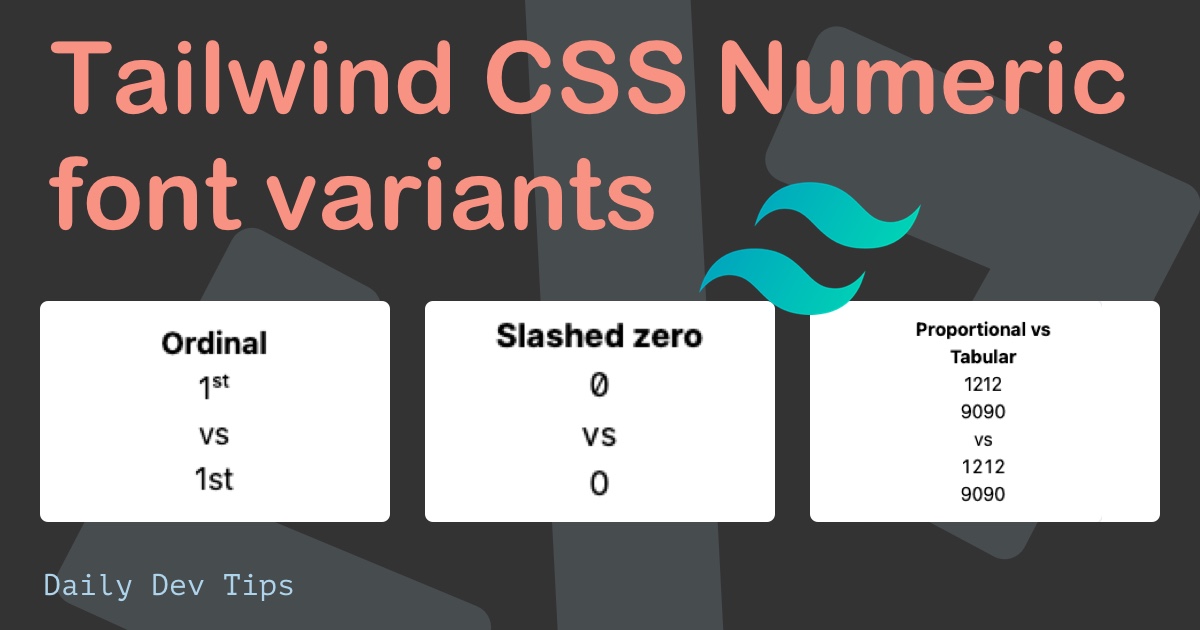 Tailwind CSS Numeric
font variants
Ordinal
1st
vs
1st
Slashed zero
0
vs
0
Proportional vs
Tabular
1212
9090
vs
1212
9090
Daily Dev Tips